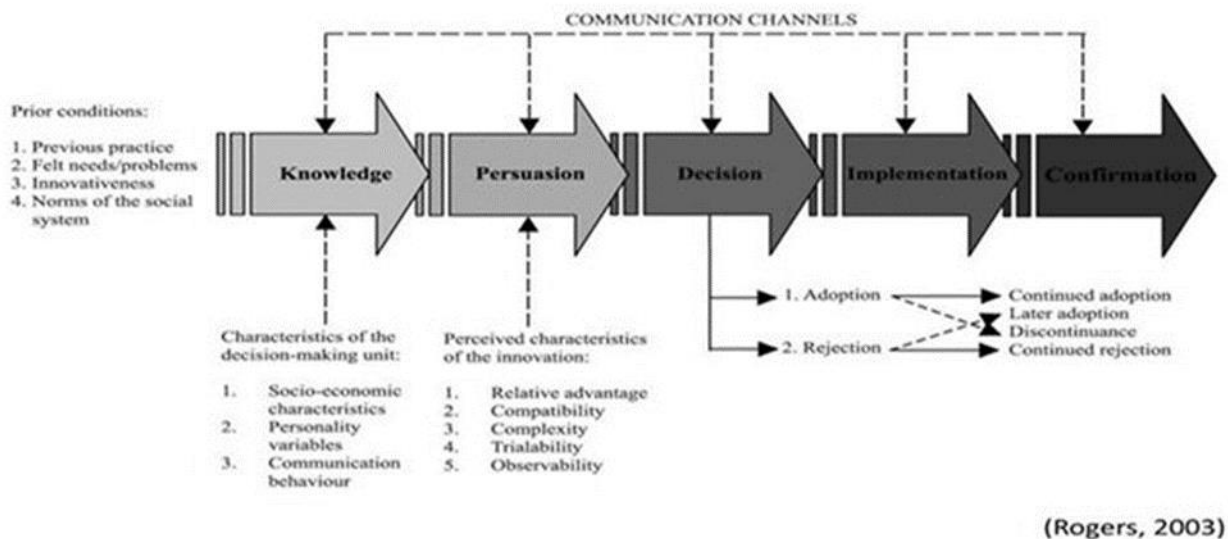 COMMUNICATION CHANNELS
Prior conditions:
1. Previous practice
2. Felt needs/problems
3. Innovativeness
4. Norms of the social
system
Knowledge
Persuasion
Decision
Implementation
Confirmation
1. Adoption
2. Rejection
Continued adoption
Later adoption
Discontinuance
Continued rejection
Characteristics of the
decision-making unit:
1. Socio-economic
characteristics
2. Personality
variables
3. Communication
behaviour
Perceived characteristics
of the innovation:
1. Relative advantage
2. Compatibility
3. Complexity
4. Trialability
5. Observability
(Rogers, 2003)